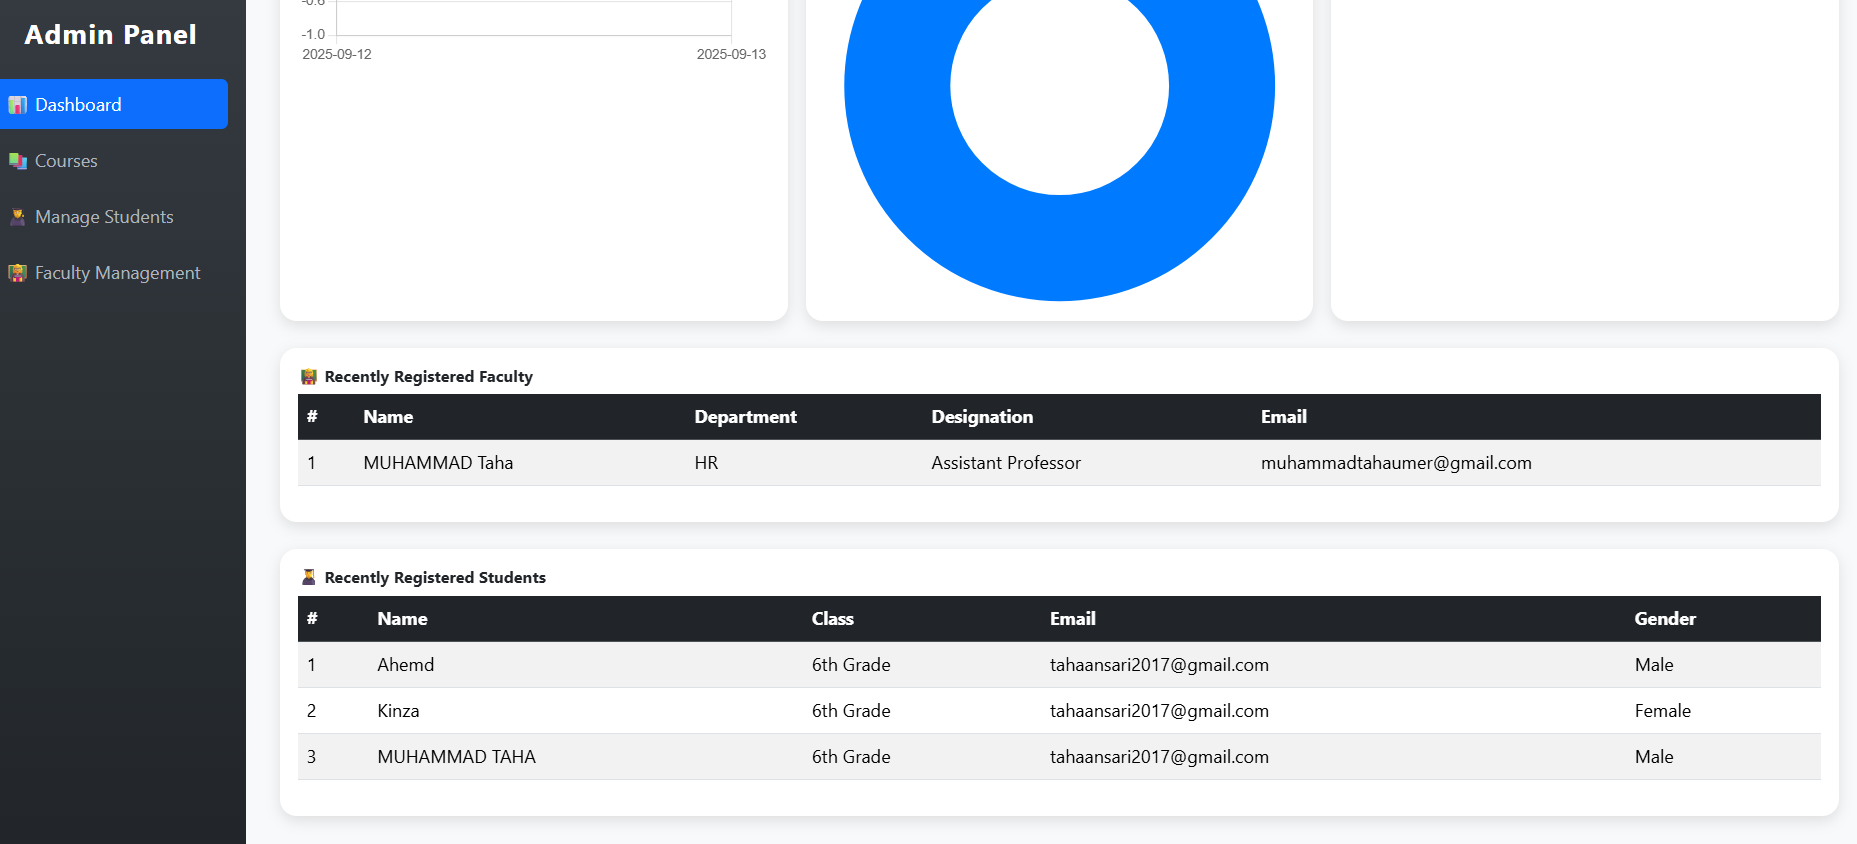 Admin Panel
Dashboard
Courses
Manage Students
Faculty Management
-0.6
-1.0
2025-09-12 2025-09-13
Recently Registered Faculty
# Name Department Designation Email
1 MUHAMMAD Taha HR Assistant Professor muhammadtahaumer@gmail.com
Recently Registered Students
# Name Class Email Gender
1 Ahemd 6th Grade tahaansari2017@gmail.com Male
2 Kinza 6th Grade tahaansari2017@gmail.com Female
3 MUHAMMAD TAHA 6th Grade tahaansari2017@gmail.com Male